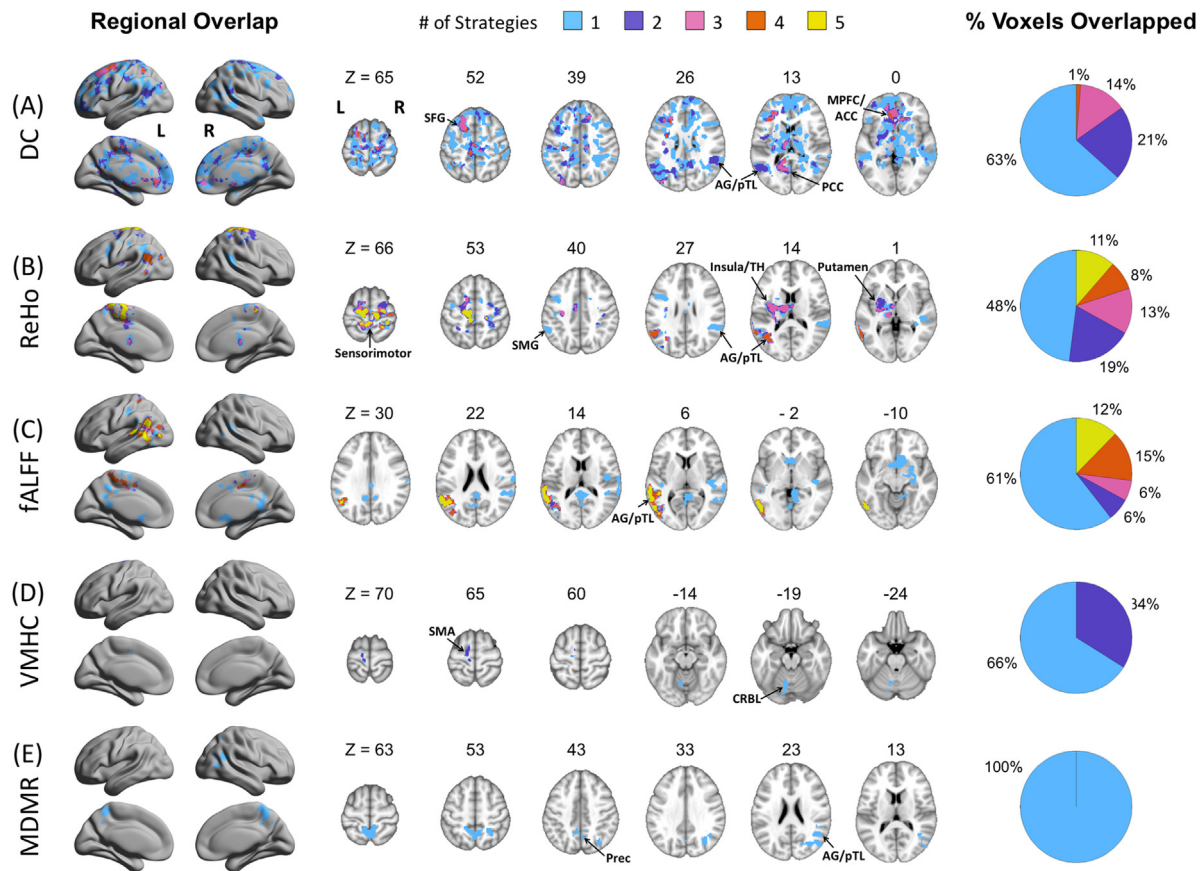 Regional Overlap # of Strategies 1 2 3 4 5 % Voxels Overlapped
(A) DC
L R
Z = 65 52 39 26 13 0
L R
SFG
AG/pTL
PCC
MPFC/
ACC
1%
14%
21%
63%
(B) ReHo
Z = 66 53 40 27 14 1
Sensorimotor
SMG
Insula/TH
AG/pTL
Putamen
11%
8%
13%
19%
48%
(C) fALFF
Z = 30 22 14 6 - 2 -10
AG/pTL
12%
15%
6%
6%
61%
(D) VMHC
Z = 70 65 60 -14 -19 -24
SMA
CRBL
34%
66%
(E) MDMR
Z = 63 53 43 33 23 13
Prec
AG/pTL
100%